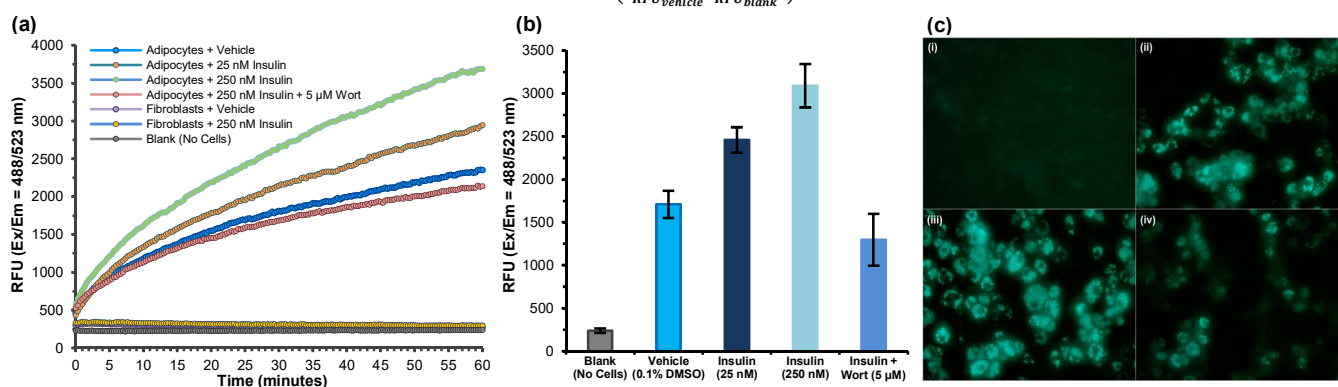 ( RFU_vehicle RFU_blank )
(a)
RFU (Ex/Em = 488/523 nm)
4000
3500
3000
2500
2000
1500
1000
500
0
Adipocytes + Vehicle
Adipocytes + 25 nM Insulin
Adipocytes + 250 nM Insulin
Adipocytes + 250 nM Insulin + 5 µM Wort
Fibroblasts + Vehicle
Fibroblasts + 250 nM Insulin
Blank (No Cells)
0 5 10 15 20 25 30 35 40 45 50 55 60
Time (minutes)
(b)
RFU (Ex/Em = 488/523 nm)
3500
3000
2500
2000
1500
1000
500
0
Blank Vehicle Insulin Insulin Insulin +
(No Cells) (0.1% DMSO) (25 nM) (250 nM) Wort (5 µM)
(c)
(i) (ii)
(iii) (iv)